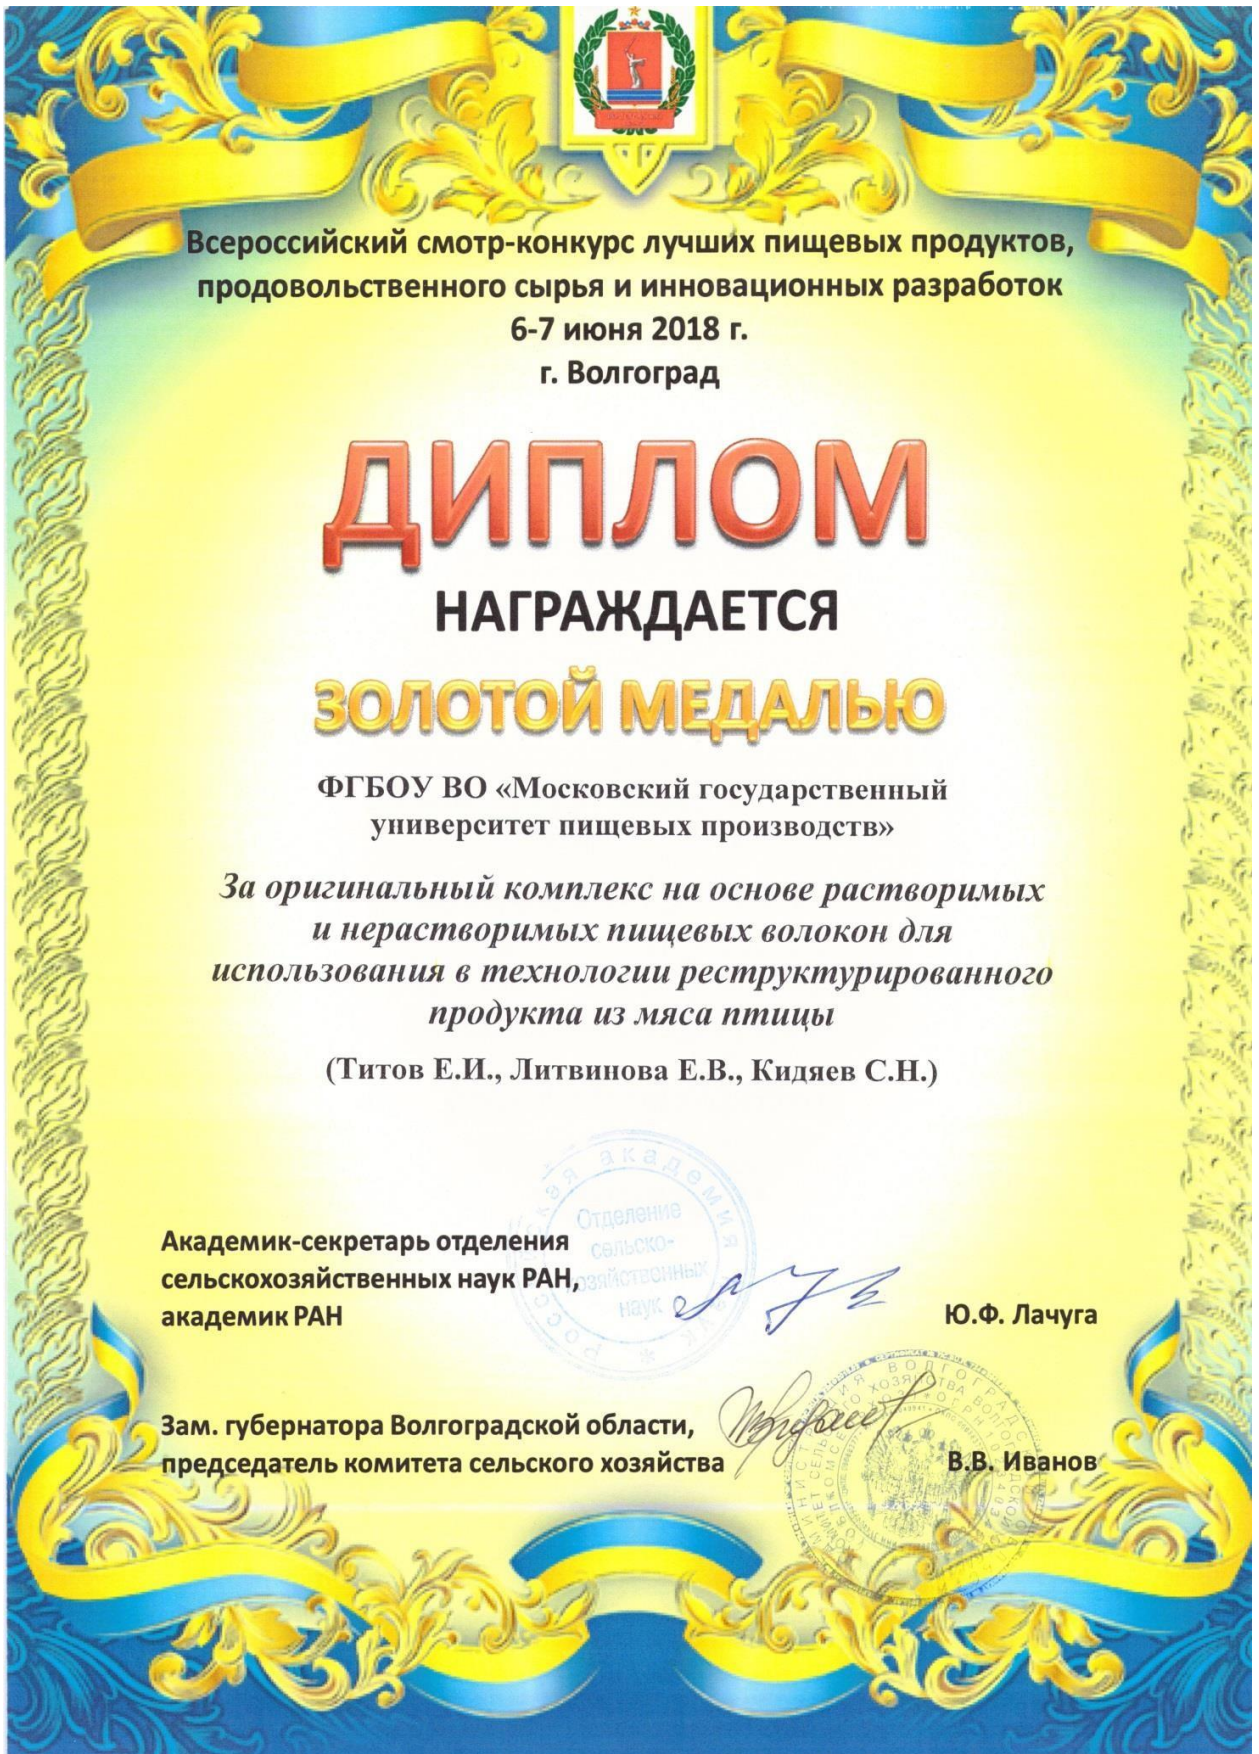 Всероссийский смотр-конкурс лучших пищевых продуктов,
продовольственного сырья и инновационных разработок
6-7 июня 2018 г.
г. Волгоград
ДИПЛОМ
НАГРАЖДАЕТСЯ
ЗОЛОТОЙ МЕДАЛЬЮ
ФГБОУ ВО «Московский государственный
университет пищевых производств»
За оригинальный комплекс на основе растворимых
и нерастворимых пищевых волокон для
использования в технологии реструктурированного
продукта из мяса птицы
(Титов Е.И., Литвинова Е.В., Кидяев С.Н.)
Отделение
сельско-
хозяйственных
наук
Академик-секретарь отделения
сельскохозяйственных наук РАН,
академик РАН
Ю.Ф. Лачуга
Зам. губернатора Волгоградской области,
председатель комитета сельского хозяйства
В.В. Иванов